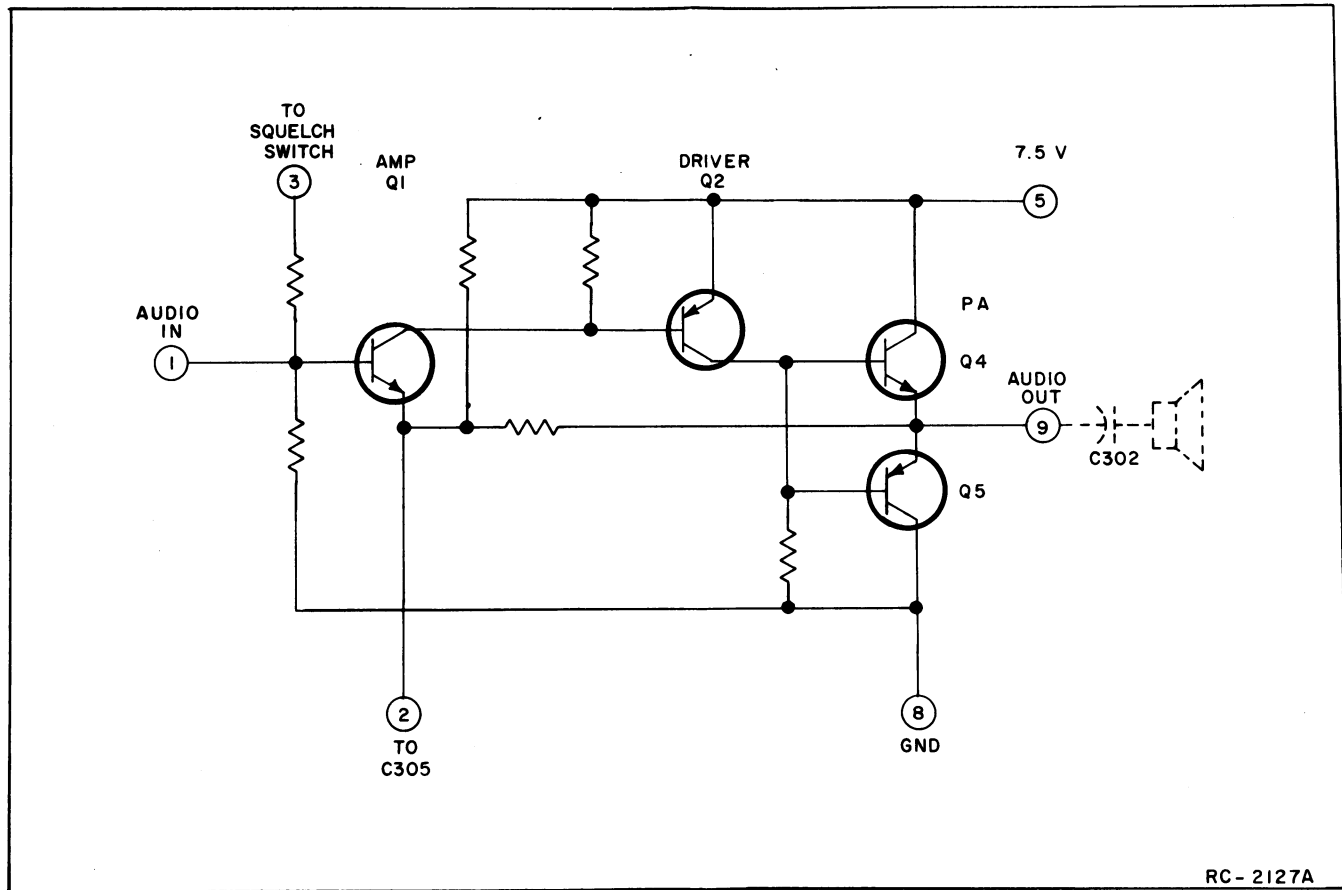 TO
SQUELCH
SWITCH
3
AMP
Q1
DRIVER
Q2
7.5 V
5
AUDIO
IN
1
PA
Q4
AUDIO
OUT
9
C302
Q5
2
TO
C305
8
GND
RC-2127A